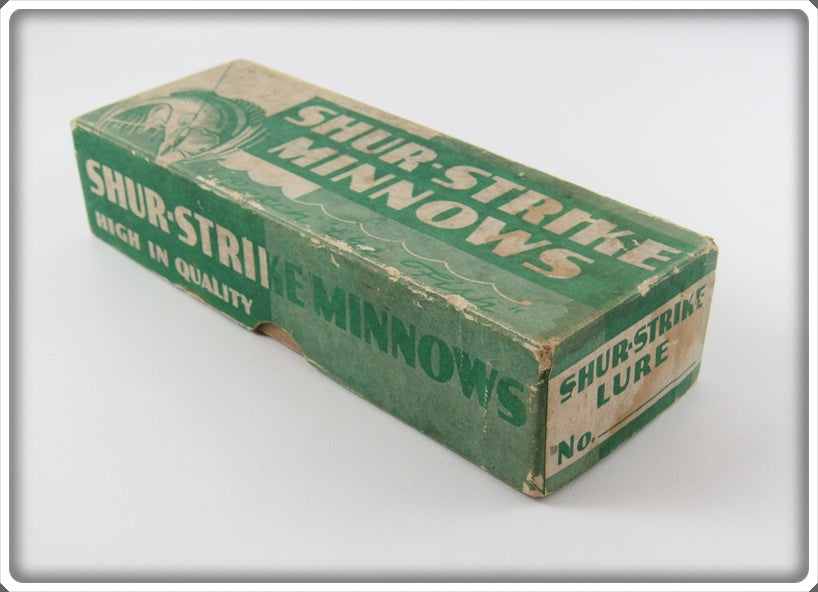 SHUR-STRIKE
MINNOWS
SHUR-STRIKE MINNOWS
HIGH IN QUALITY
SHUR-STRIKE
LURE
No.